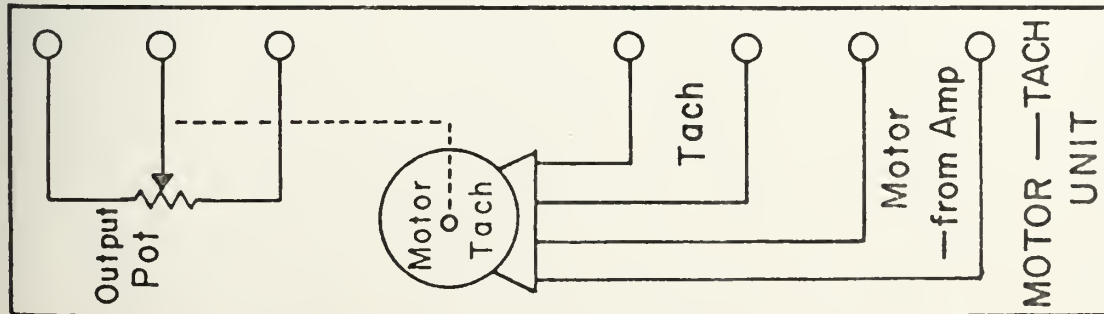 Output
Pot
Motor
Tach
Tach
Motor
—from Amp
MOTOR — TACH
UNIT